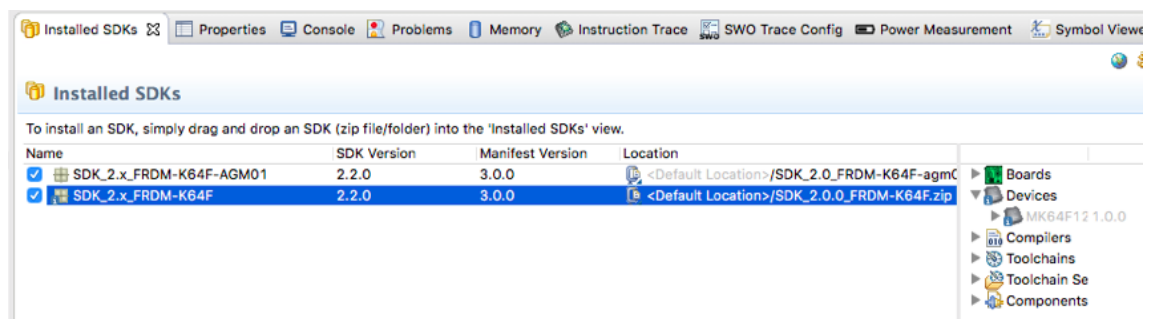 Installed SDKs Properties Console Problems Memory Instruction Trace SWO Trace Config Power Measurement Symbol Viewe
Installed SDKs
To install an SDK, simply drag and drop an SDK (zip file/folder) into the 'Installed SDKs' view.
Name SDK Version Manifest Version Location
SDK_2.x_FRDM-K64F-AGM01 2.2.0 3.0.0 <Default Location>/SDK_2.0_FRDM-K64F-agm0
SDK_2.x_FRDM-K64F 2.2.0 3.0.0 <Default Location>/SDK_2.0.0_FRDM-K64F.zip
Boards
Devices
MK64F12 1.0.0
Compilers
Toolchains
Toolchain Se
Components